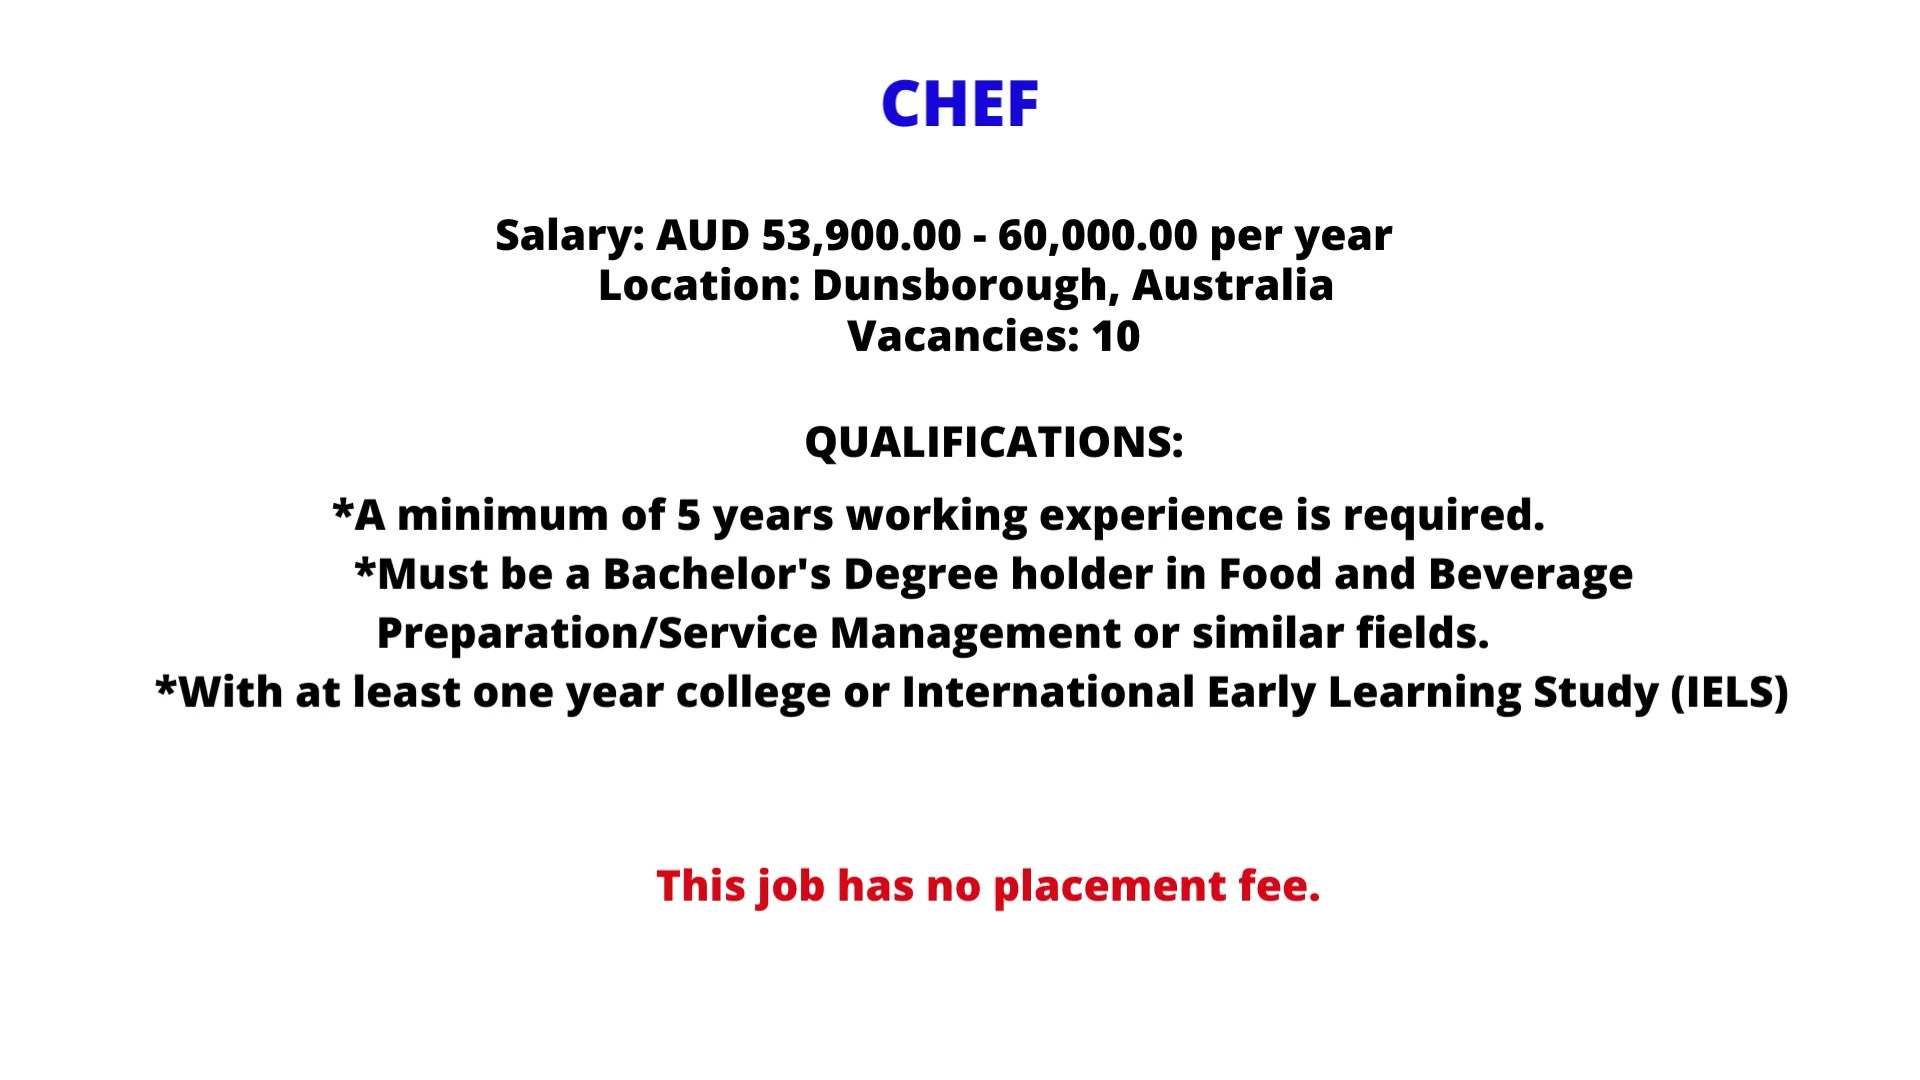 CHEF
Salary: AUD 53,900.00 - 60,000.00 per year
Location: Dunsborough, Australia
Vacancies: 10
QUALIFICATIONS:
*A minimum of 5 years working experience is required.
*Must be a Bachelor's Degree holder in Food and Beverage
Preparation/Service Management or similar fields.
*With at least one year college or International Early Learning Study (IELS)
This job has no placement fee.